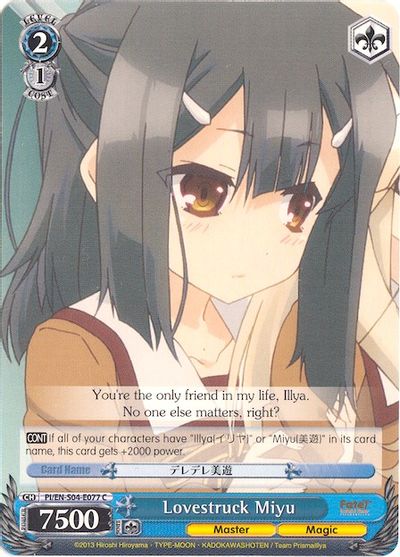 LEVEL
2
1
COST
You're the only friend in my life, Illya.
No one else matters, right?
CONT If all of your characters have "Illya(イリヤ)" or "Miyu(美遊)" in its card
name, this card gets +2000 power.
Card Name デレデレ美遊
CH PI/EN-S04-E077 C
Lovestruck Miyu
POWER 7500
Master Magic
©2013 Hiroshi Hiroyama · TYPE-MOON · KADOKAWASHOTEN / Team Prismaillya